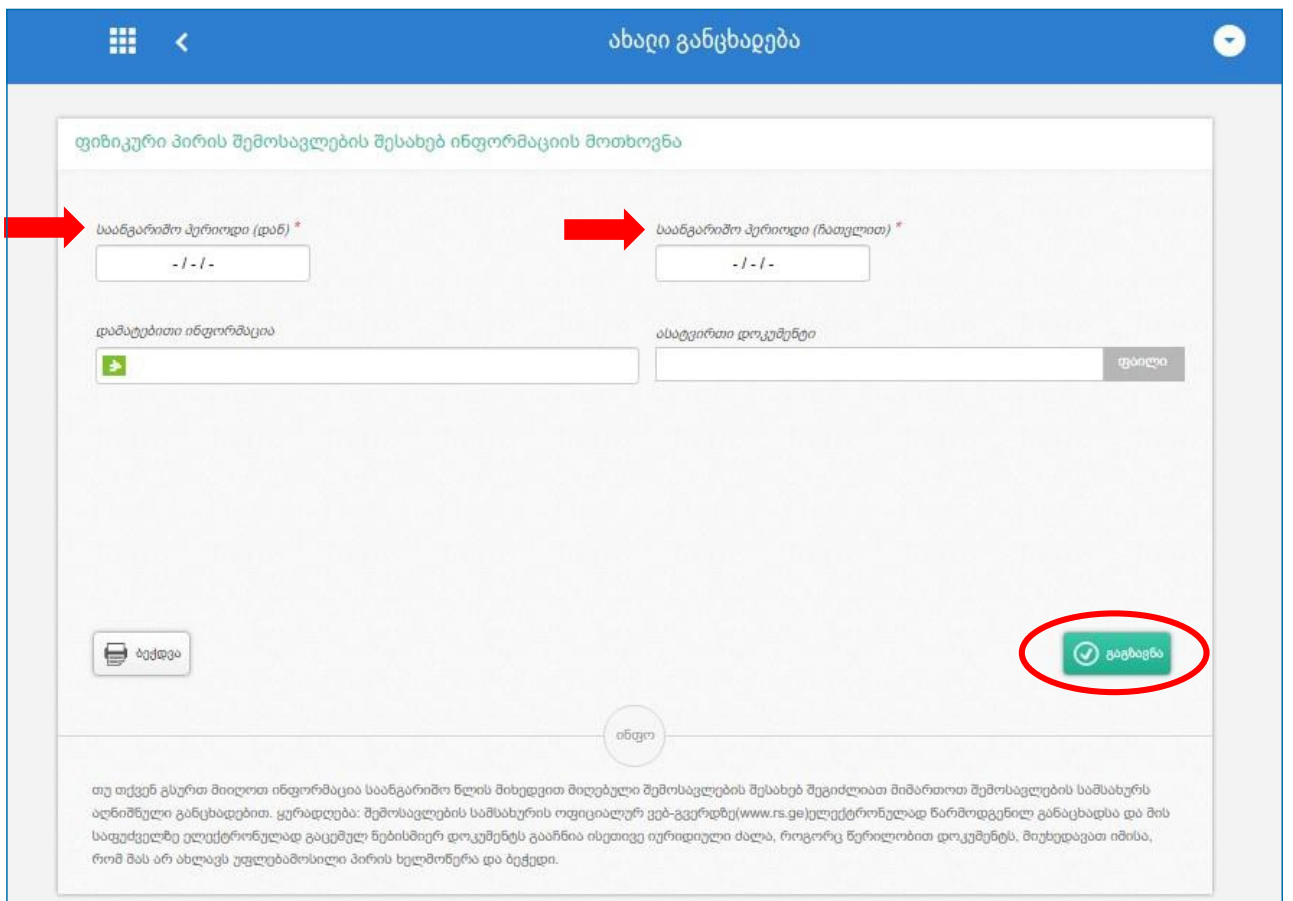 ახალი განცხადება
ფიზიკური პირის შემოსავლების შესახებ ინფორმაციის მოთხოვნა
საანგარიშო პერიოდი (დან) *
საანგარიშო პერიოდი (ჩათვლით) *
- / - / -
- / - / -
დამატებითი ინფორმაცია
ასატვირთი დოკუმენტი
ფაილი
ბეჭდვა
გაგზავნა
ინფო
თუ თქვენ გსურთ მიიღოთ ინფორმაცია საანგარიშო წლის მიხედვით მიღებული შემოსავლების შესახებ შეგიძლიათ მიმართოთ შემოსავლების სამსახურს
აღნიშნული განცხადებით. ყურადღება: შემოსავლების სამსახურის ოფიციალურ ვებ-გვერდზე(www.rs.ge)ელექტრონულად წარმოდგენილ განაცხადსა და მის
საფუძველზე ელექტრონულად გაცემულ ნებისმიერ დოკუმენტს გააჩნია ისეთივე იურიდიული ძალა, როგორც წერილობით დოკუმენტს, მიუხედავათ იმისა,
რომ მას არ ახლავს უფლებამოსილი პირის ხელმოწერა და ბეჭედი.